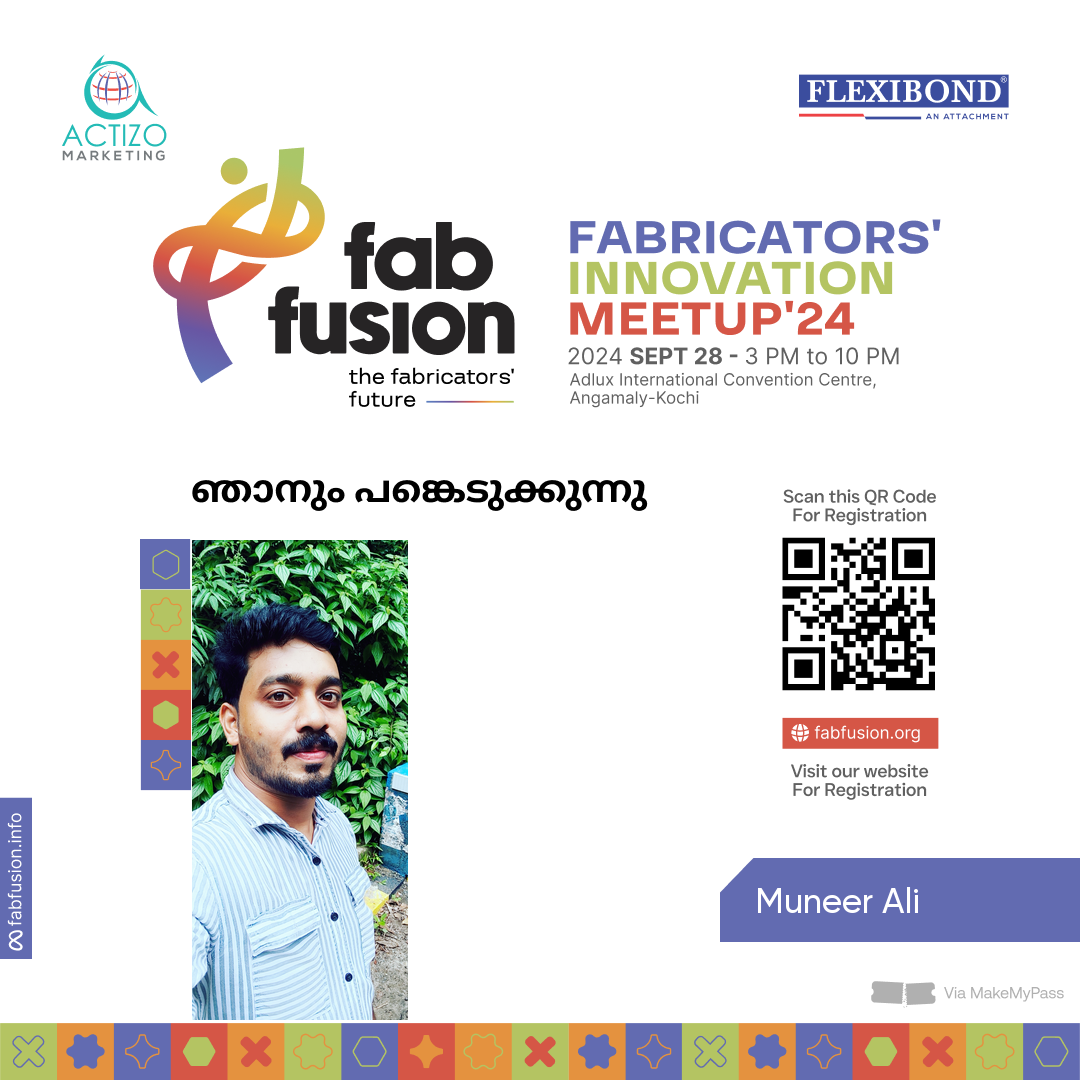 ACTIZO
MARKETING
FLEXIBOND®
AN ATTACHMENT
fab
fusion
the fabricators'
future
FABRICATORS'
INNOVATION
MEETUP'24
2024 SEPT 28 - 3 PM to 10 PM
Adlux International Convention Centre,
Angamaly-Kochi
ഞാനും പങ്കെടുക്കുന്നു
Scan this QR Code
For Registration
fabfusion.org
Visit our website
For Registration
fabfusion.info
Muneer Ali
Via MakeMyPass